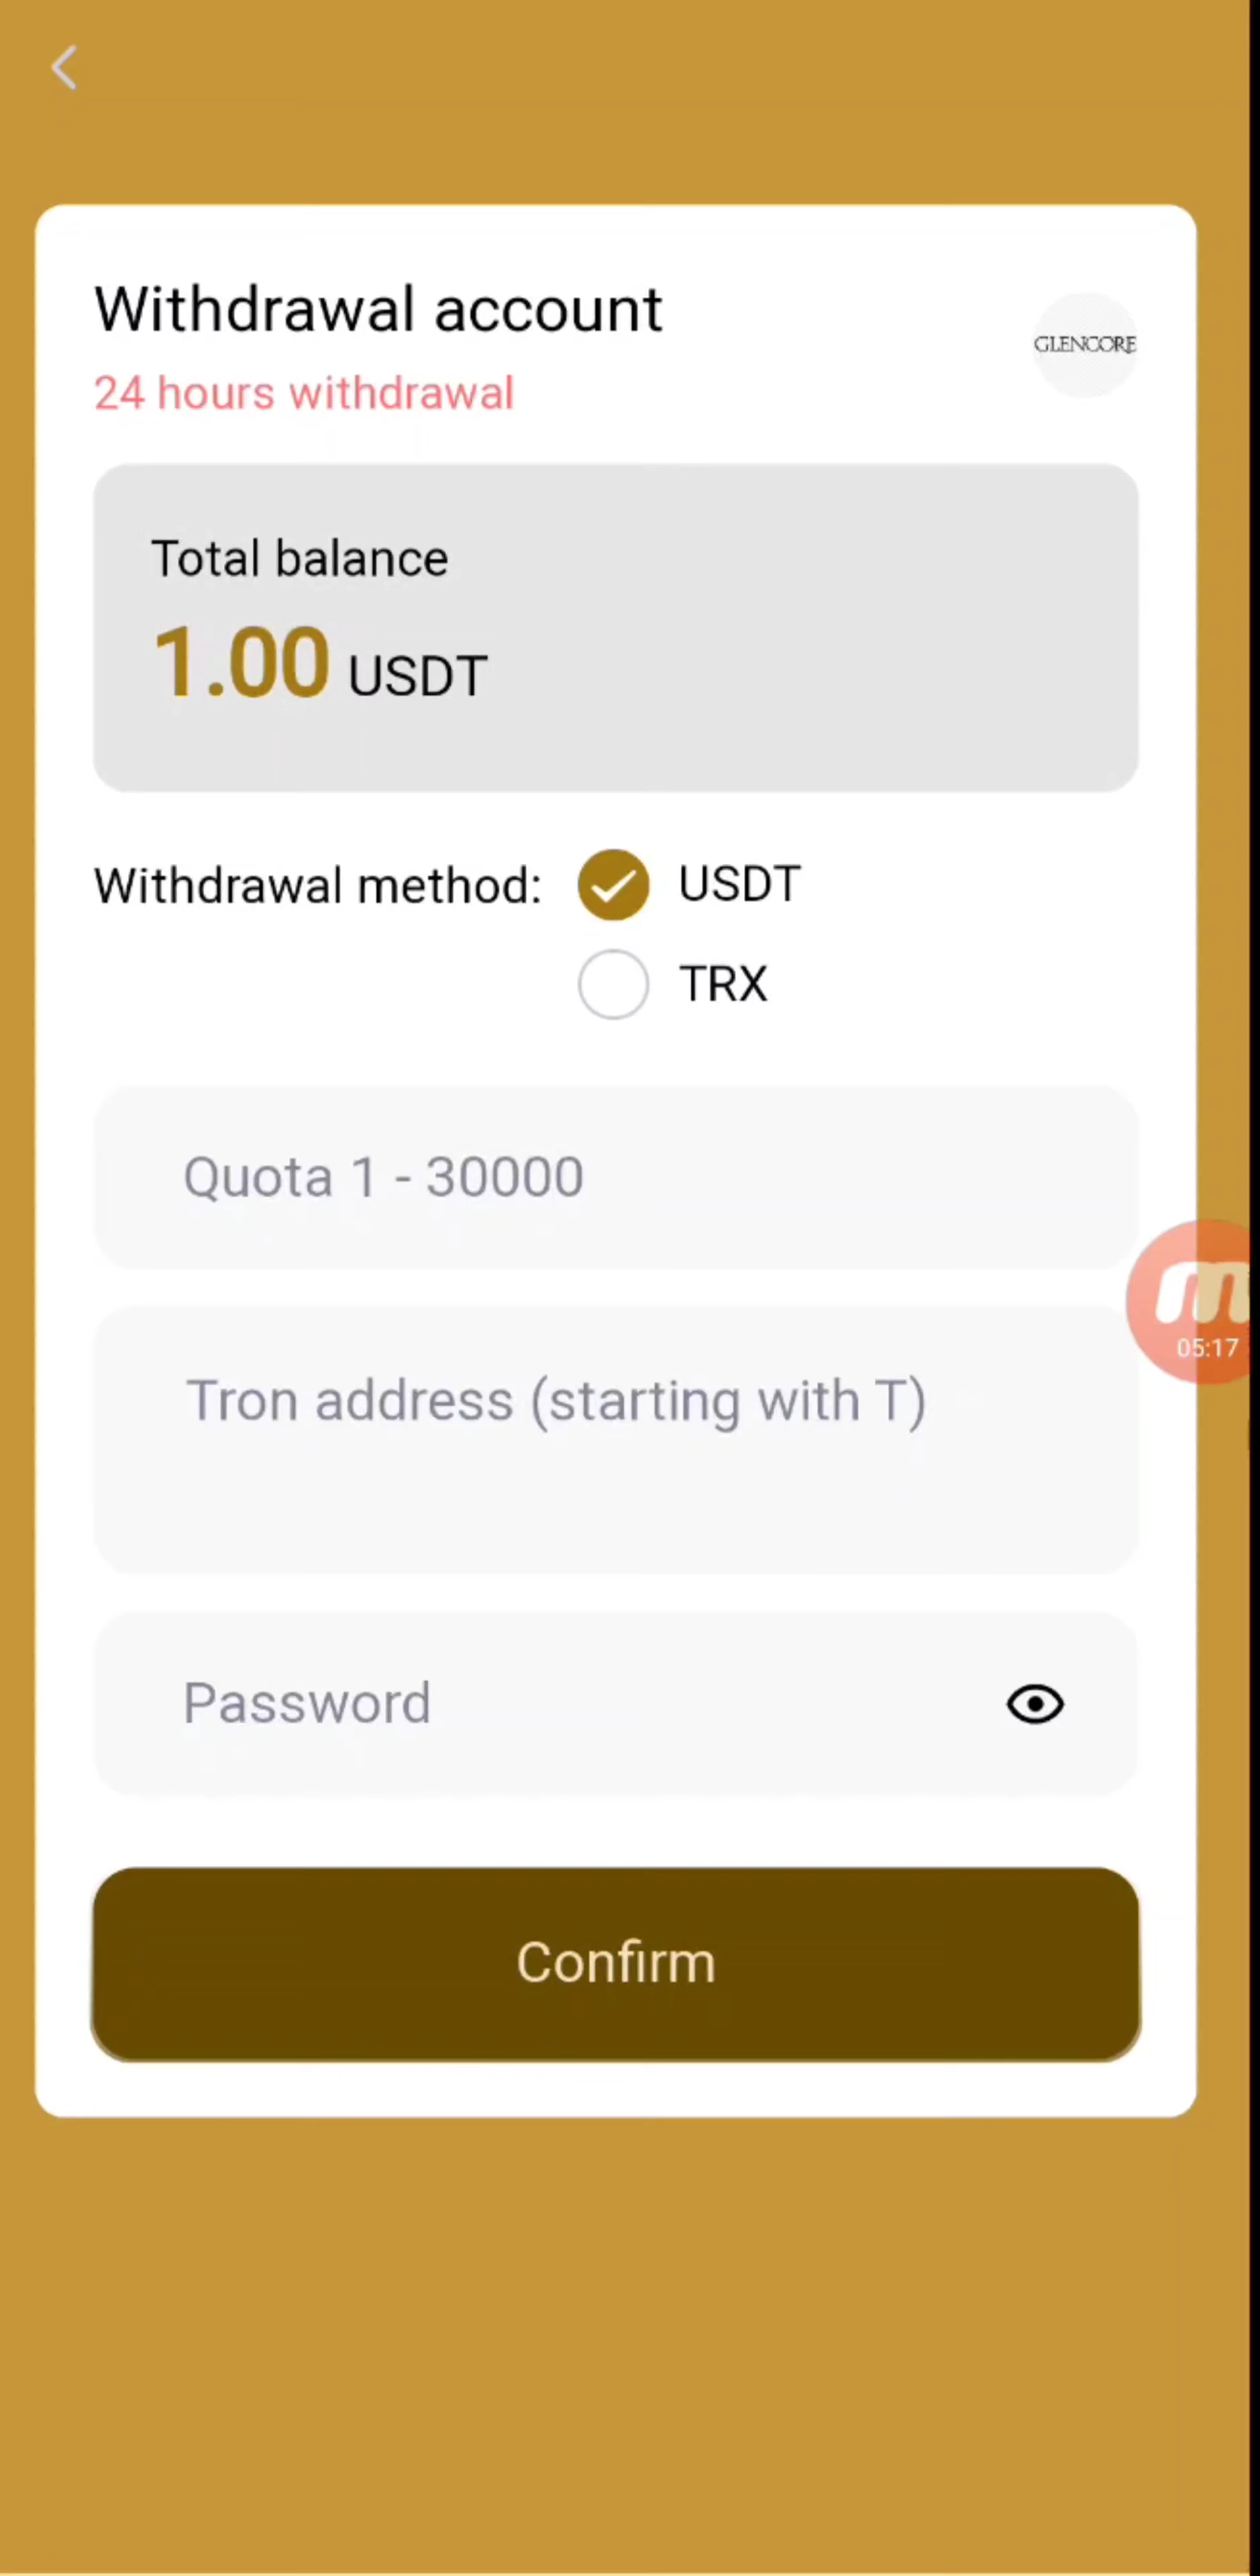 Withdrawal account
GLENCORE
24 hours withdrawal
Total balance
1.00 USDT
Withdrawal method: USDT
TRX
Quota 1 - 30000
Tron address (starting with T)
05:17
Password
Confirm